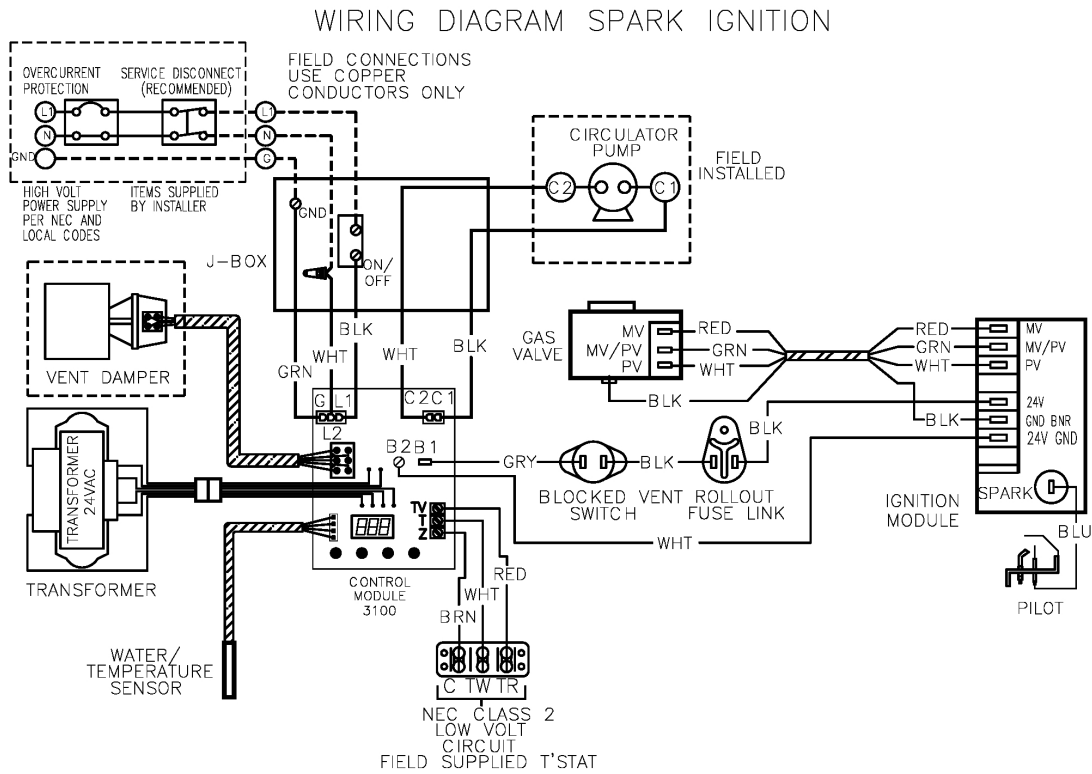 WIRING DIAGRAM SPARK IGNITION
OVERCURRENT
PROTECTION
SERVICE DISCONNECT
(RECOMMENDED)
FIELD CONNECTIONS
USE COPPER
CONDUCTORS ONLY
L1
N
GND
L1
N
G
HIGH VOLT
POWER SUPPLY
PER NEC AND
LOCAL CODES
ITEMS SUPPLIED
BY INSTALLER
CIRCULATOR
PUMP
C2
C1
FIELD
INSTALLED
GND
J-BOX
ON/
OFF
BLK
WHT
GRN
WHT
BLK
VENT DAMPER
GAS
VALVE
MV
MV/PV
PV
RED
GRN
WHT
BLK
RED
GRN
WHT
BLK
MV
MV/PV
PV
24V
GND BNR
24V GND
SPARK
IGNITION
MODULE
BLU
PILOT
G L1
L2
C2C1
B2B1
GRY
BLK
BLK
BLOCKED VENT
SWITCH
ROLLOUT
FUSE LINK
WHT
TRANSFORMER
24VAC
TRANSFORMER
TV
T
Z
CONTROL
MODULE
3100
RED
WHT
BRN
WATER/
TEMPERATURE
SENSOR
C TW TR
NEC CLASS 2
LOW VOLT
CIRCUIT
FIELD SUPPLIED T'STAT